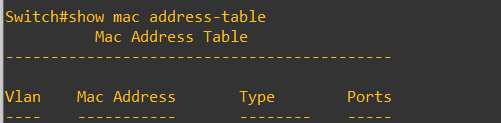 Switch#show mac address-table
          Mac Address Table
-------------------------------------------
Vlan    Mac Address       Type        Ports
----    -----------       --------    -----